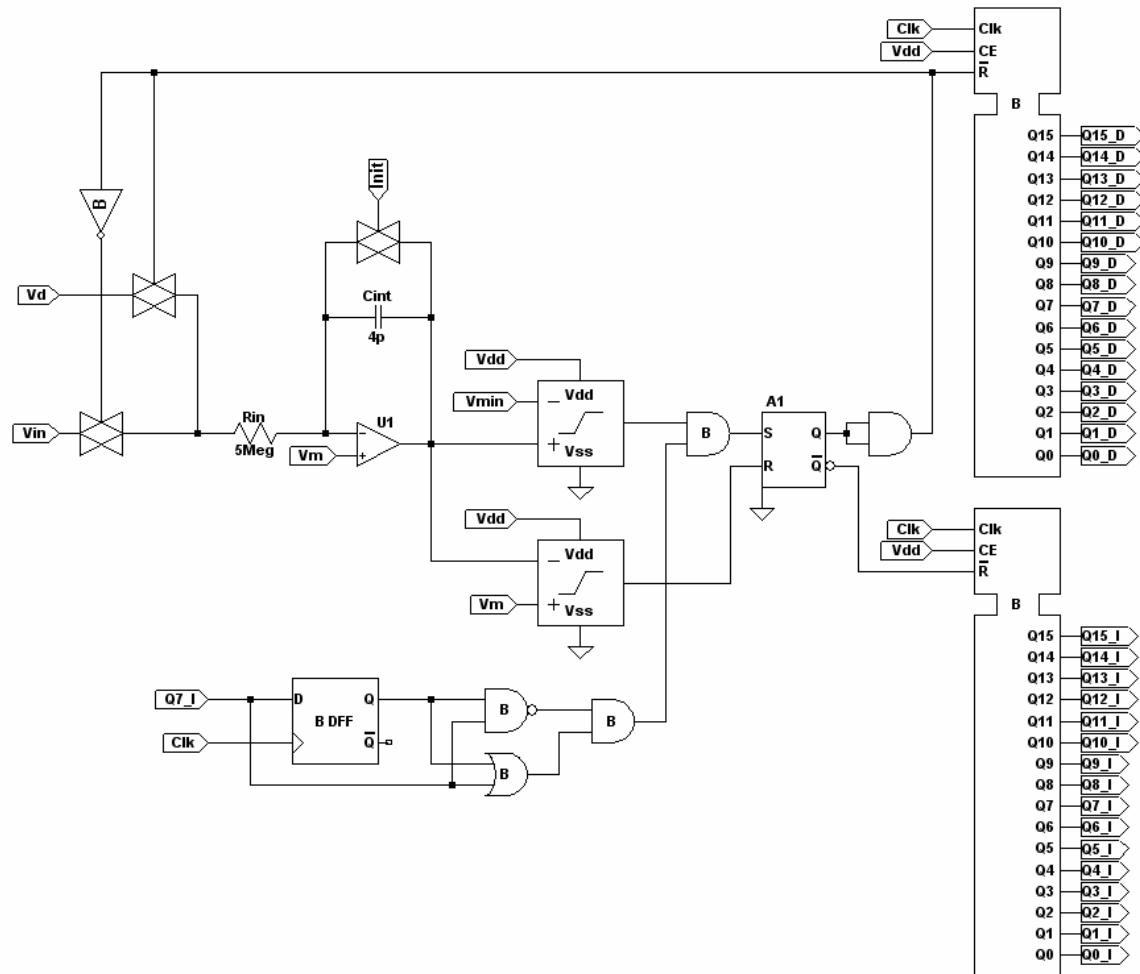 Clk
Clk
Vdd
CE
R
B
Q15
Q15_D
Q14
Q14_D
Q13
Q13_D
Q12
Q12_D
Q11
Q11_D
Q10
Q10_D
Q9
Q9_D
Q8
Q8_D
Q7
Q7_D
Q6
Q6_D
Q5
Q5_D
Q4
Q4_D
Q3
Q3_D
Q2
Q2_D
Q1
Q1_D
Q0
Q0_D
Init
B
Vd
Cint
4p
Vin
Rin
5Meg
Vm
U1
- +
Vdd
Vmin
Vdd
-
+
Vss
B
A1
S
Q
R
Q
Vdd
Vdd
-
Vm
+
Vss
Clk
Clk
Vdd
CE
R
B
Q15
Q15_I
Q14
Q14_I
Q13
Q13_I
Q12
Q12_I
Q11
Q11_I
Q10
Q10_I
Q9
Q9_I
Q8
Q8_I
Q7
Q7_I
Q6
Q6_I
Q5
Q5_I
Q4
Q4_I
Q3
Q3_I
Q2
Q2_I
Q1
Q1_I
Q0
Q0_I
Q7_I
Clk
D
Q
B DFF
Q
B
B
B